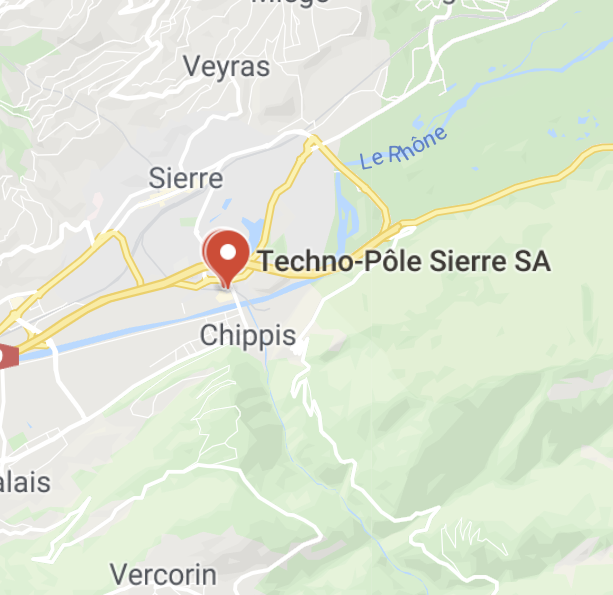 Veyras
Le Rhône
Sierre
Techno-Pôle Sierre SA
Chippis
alais
Vercorin